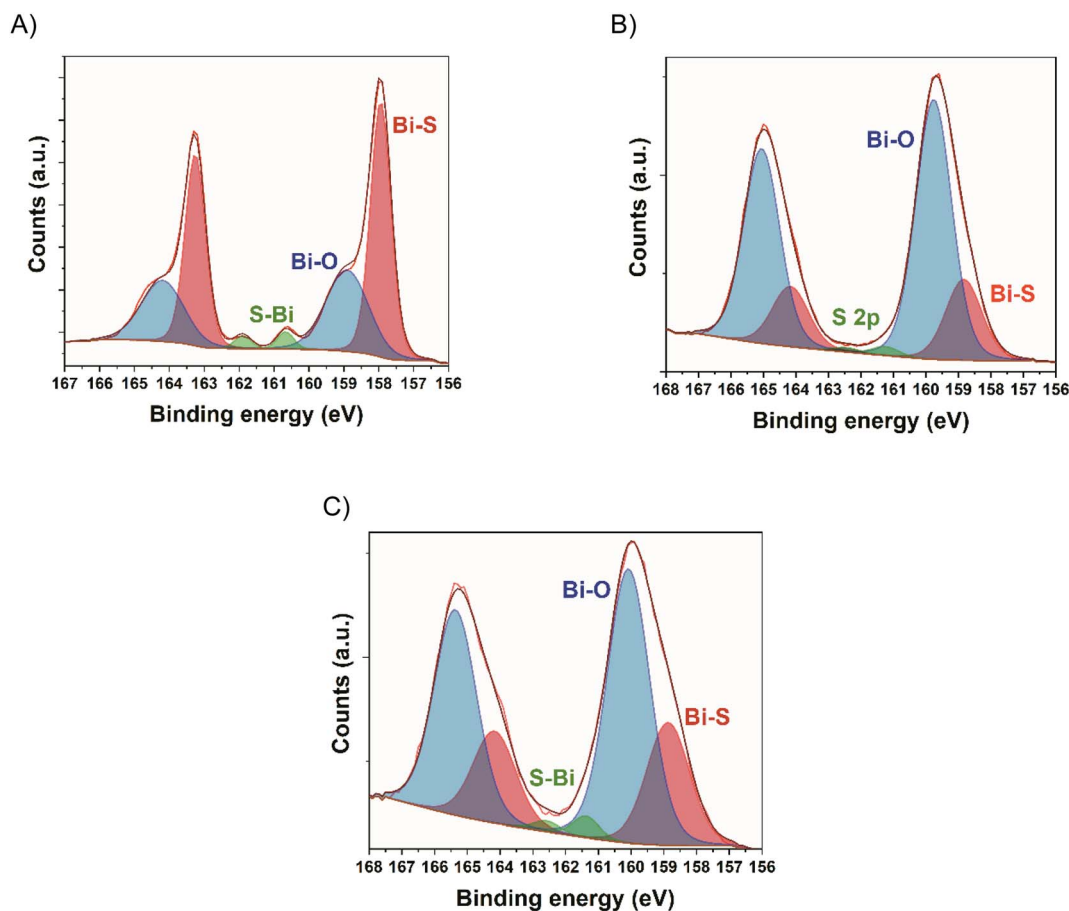 A)
Counts (a.u.)
Bi-S
Bi-O
S-Bi
167 166 165 164 163 162 161 160 159 158 157 156
Binding energy (eV)
B)
Counts (a.u.)
Bi-O
Bi-S
S 2p
168 167 166 165 164 163 162 161 160 159 158 157 156
Binding energy (eV)
C)
Counts (a.u.)
Bi-O
Bi-S
S-Bi
168 167 166 165 164 163 162 161 160 159 158 157 156
Binding energy (eV)